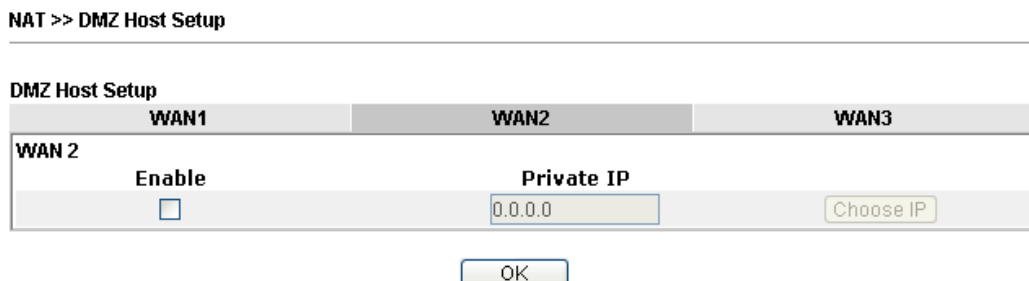 NAT >> DMZ Host Setup
DMZ Host Setup
WAN1 WAN2 WAN3
WAN 2
Enable Private IP
0.0.0.0 Choose IP
OK